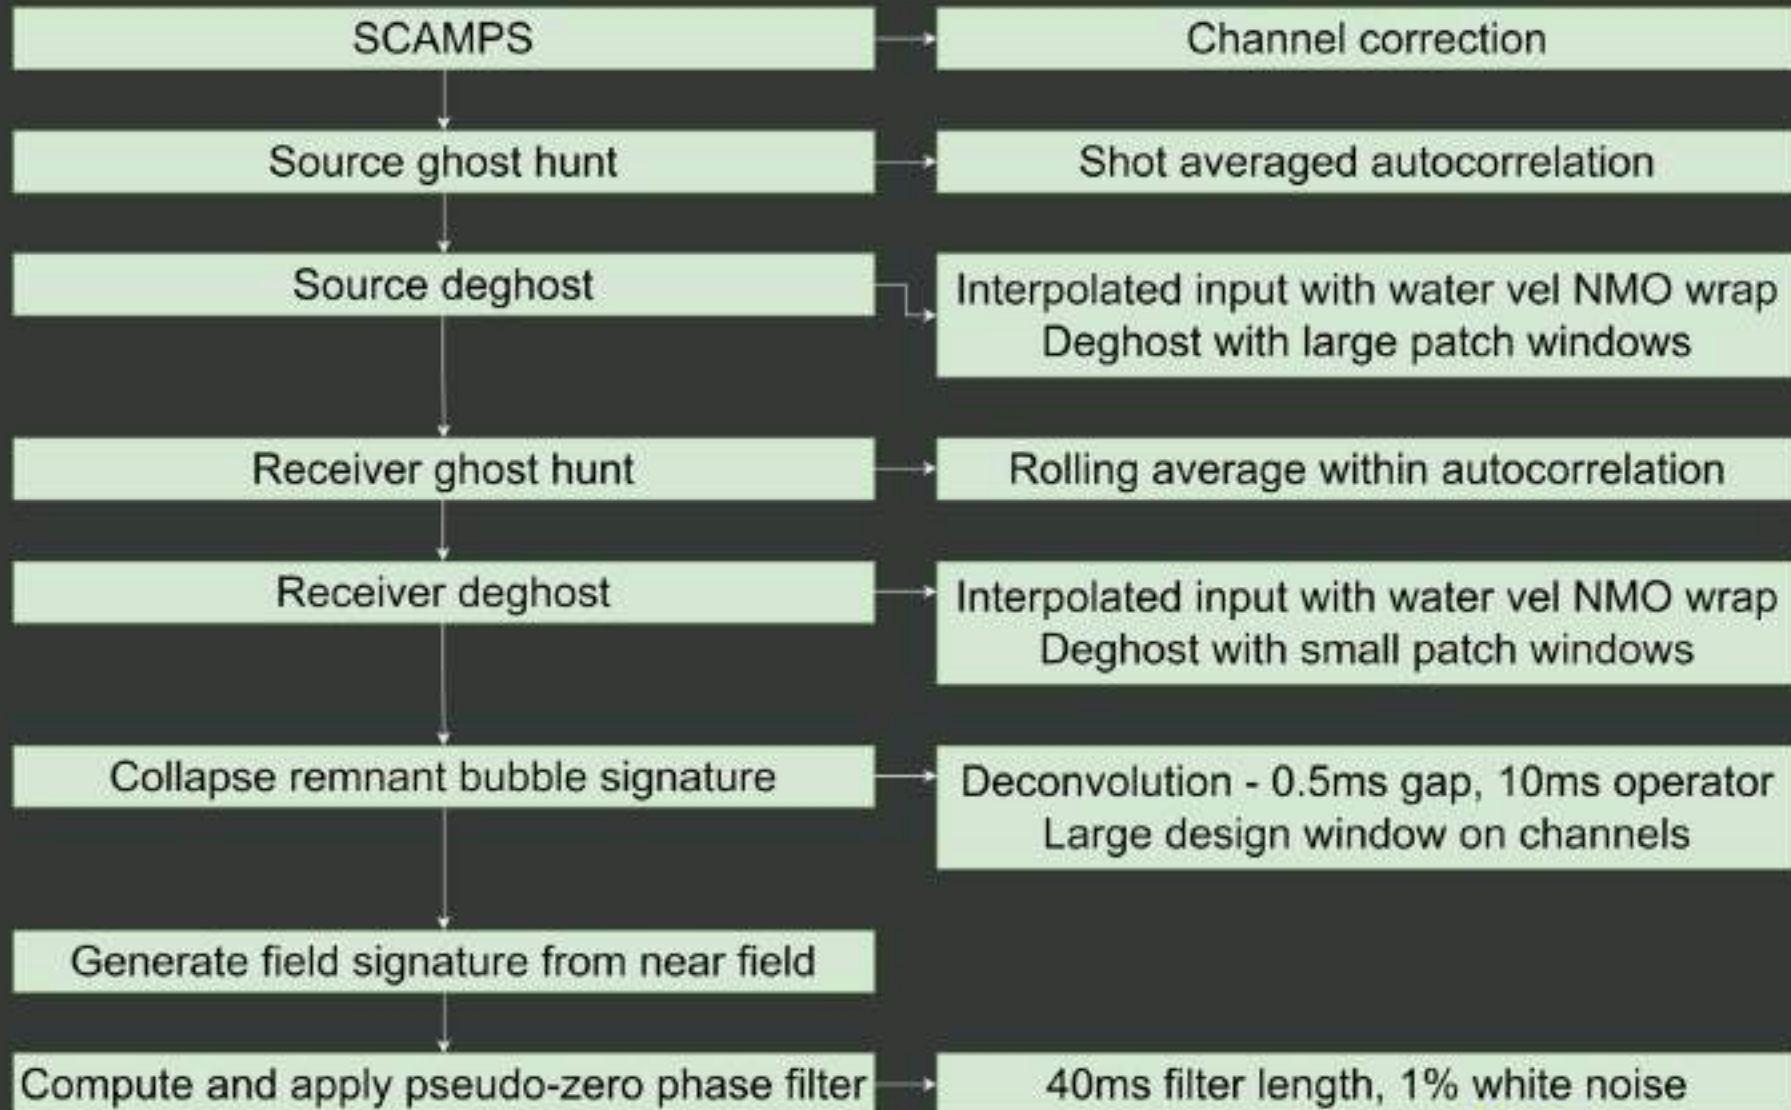 SCAMPS
Channel correction
Source ghost hunt
Shot averaged autocorrelation
Source deghost
Interpolated input with water vel NMO wrap
Deghost with large patch windows
Receiver ghost hunt
Rolling average within autocorrelation
Receiver deghost
Interpolated input with water vel NMO wrap
Deghost with small patch windows
Collapse remnant bubble signature
Deconvolution - 0.5ms gap, 10ms operator
Large design window on channels
Generate field signature from near field
Compute and apply pseudo-zero phase filter
40ms filter length, 1% white noise